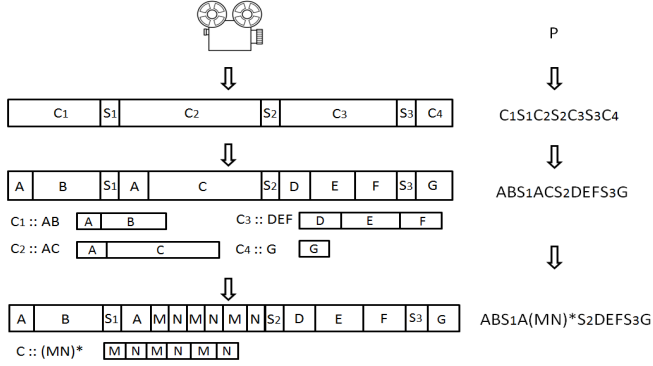 P
C1 S1 C2 S2 C3 S3 C4 C1S1C2S2C3S3C4
A B S1 A C S2 D E F S3 G ABS1ACS2DEFS3G
C1 :: AB A B C3 :: DEF D E F
C2 :: AC A C C4 :: G G
A B S1 A M N M N M N S2 D E F S3 G ABS1A(MN)*S2DEFS3G
C :: (MN)* M N M N M N